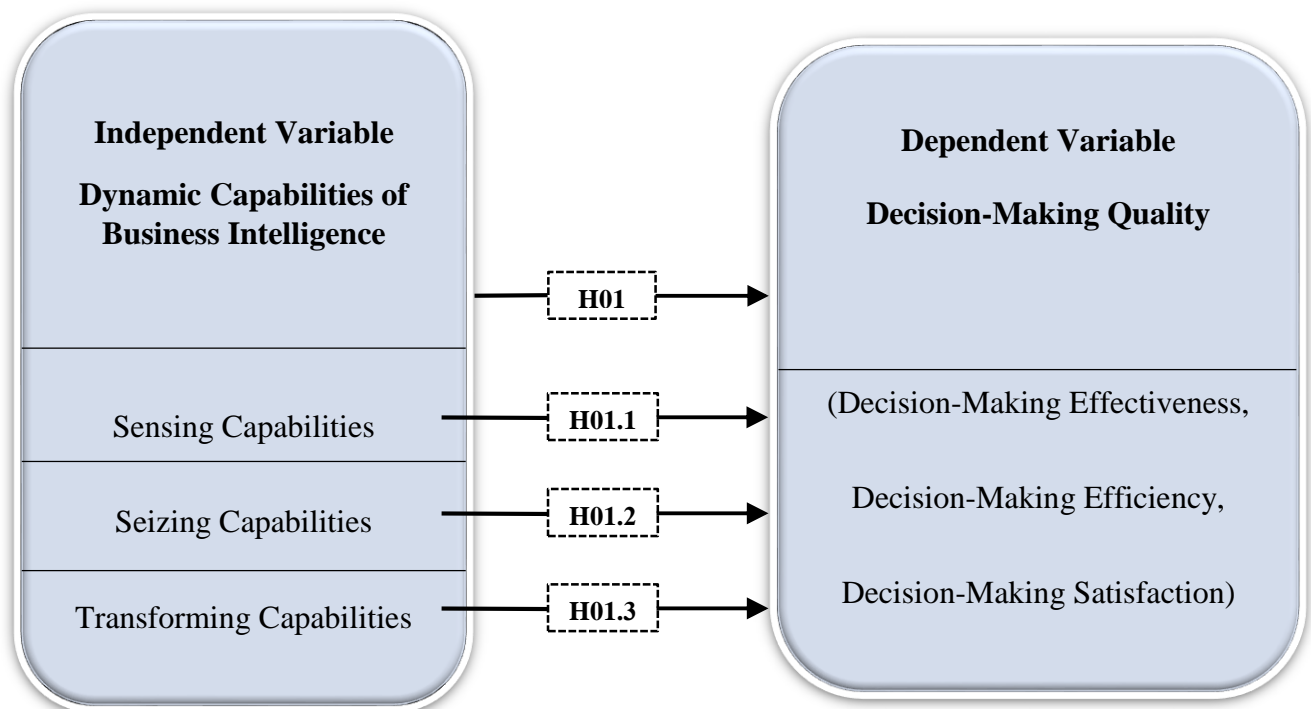 Independent Variable
Dynamic Capabilities of
Business Intelligence
Sensing Capabilities
Seizing Capabilities
Transforming Capabilities
H01
H01.1
H01.2
H01.3
Dependent Variable
Decision-Making Quality
(Decision-Making Effectiveness,
Decision-Making Efficiency,
Decision-Making Satisfaction)